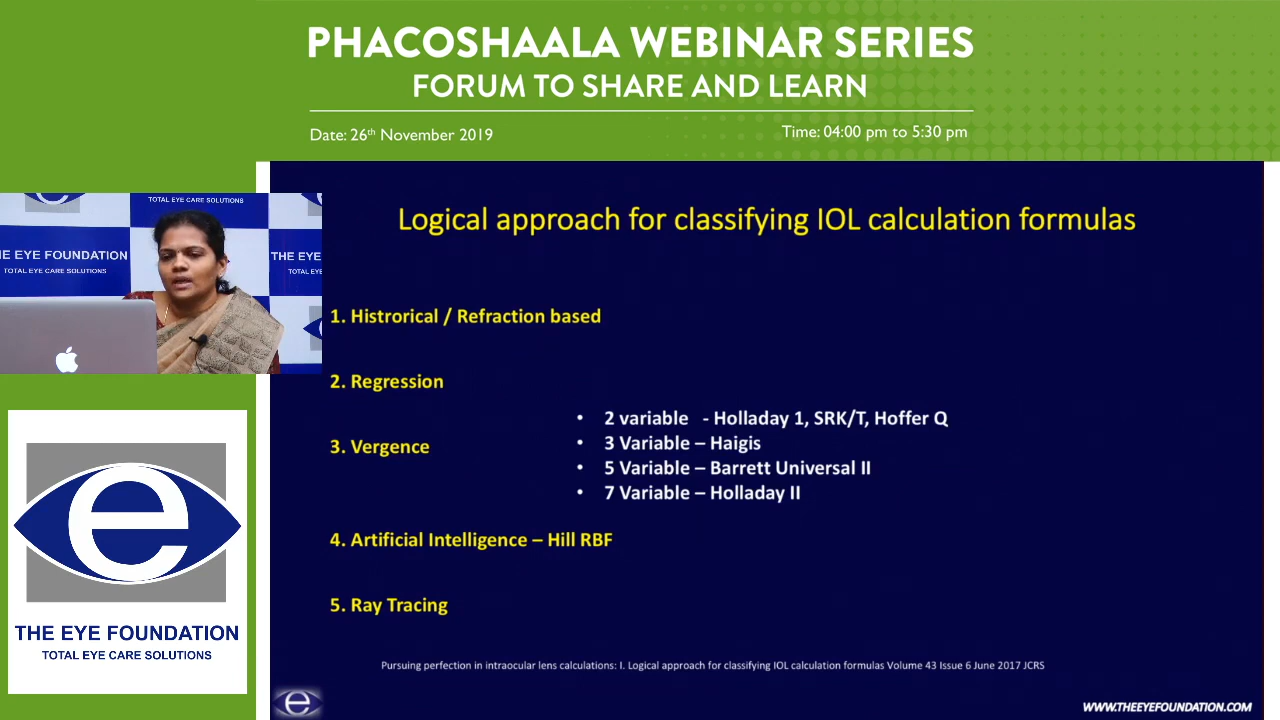 PHACOSHAALA WEBINAR SERIES
FORUM TO SHARE AND LEARN
Date: 26th November 2019
Time: 04:00 pm to 5:30 pm
TOTAL EYE CARE SOLUTIONS
HE EYE FOUNDATION
TOTAL EYE CARE SOLUTIONS
THE EYE FOUN
TOTAL EYE
Logical approach for classifying IOL calculation formulas
1. Histrorical / Refraction based
2. Regression
3. Vergence
• 2 variable - Holladay 1, SRK/T, Hoffer Q
• 3 Variable – Haigis
• 5 Variable – Barrett Universal II
• 7 Variable – Holladay II
4. Artificial Intelligence – Hill RBF
5. Ray Tracing
Pursuing perfection in intraocular lens calculations: I. Logical approach for classifying IOL calculation formulas Volume 43 Issue 6 June 2017 JCRS
e
THE EYE FOUNDATION
TOTAL EYE CARE SOLUTIONS
e
WWW.THEEYEFOUNDATION.COM